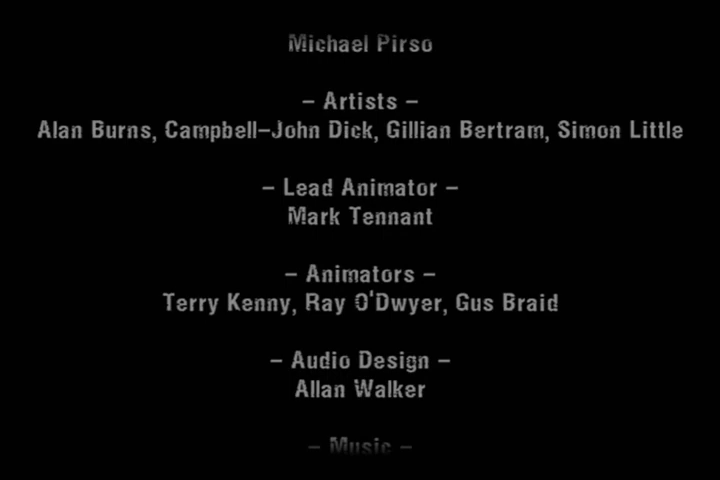 Michael Pirso
– Artists –
Alan Burns, Campbell–John Dick, Gillian Bertram, Simon Little
– Lead Animator –
Mark Tennant
– Animators –
Terry Kenny, Ray O'Dwyer, Gus Braid
– Audio Design –
Allan Walker
– Music –